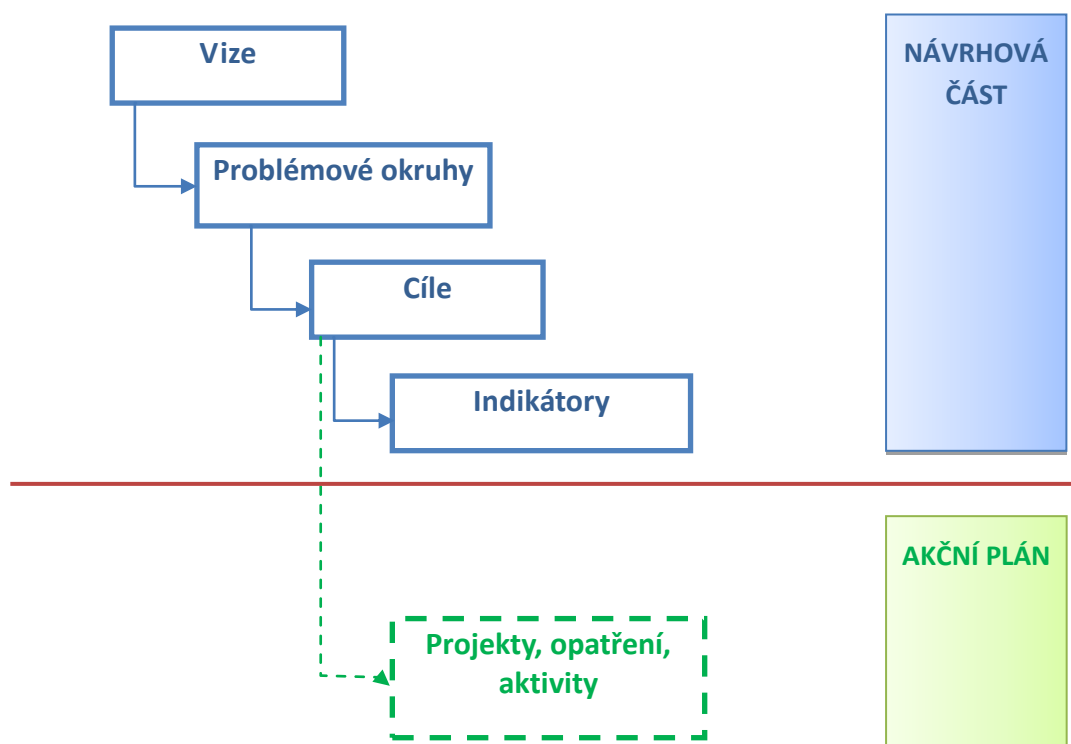 Vize
NÁVRHOVÁ
ČÁST
Problémové okruhy
Cíle
Indikátory
AKČNÍ PLÁN
Projekty, opatření,
aktivity